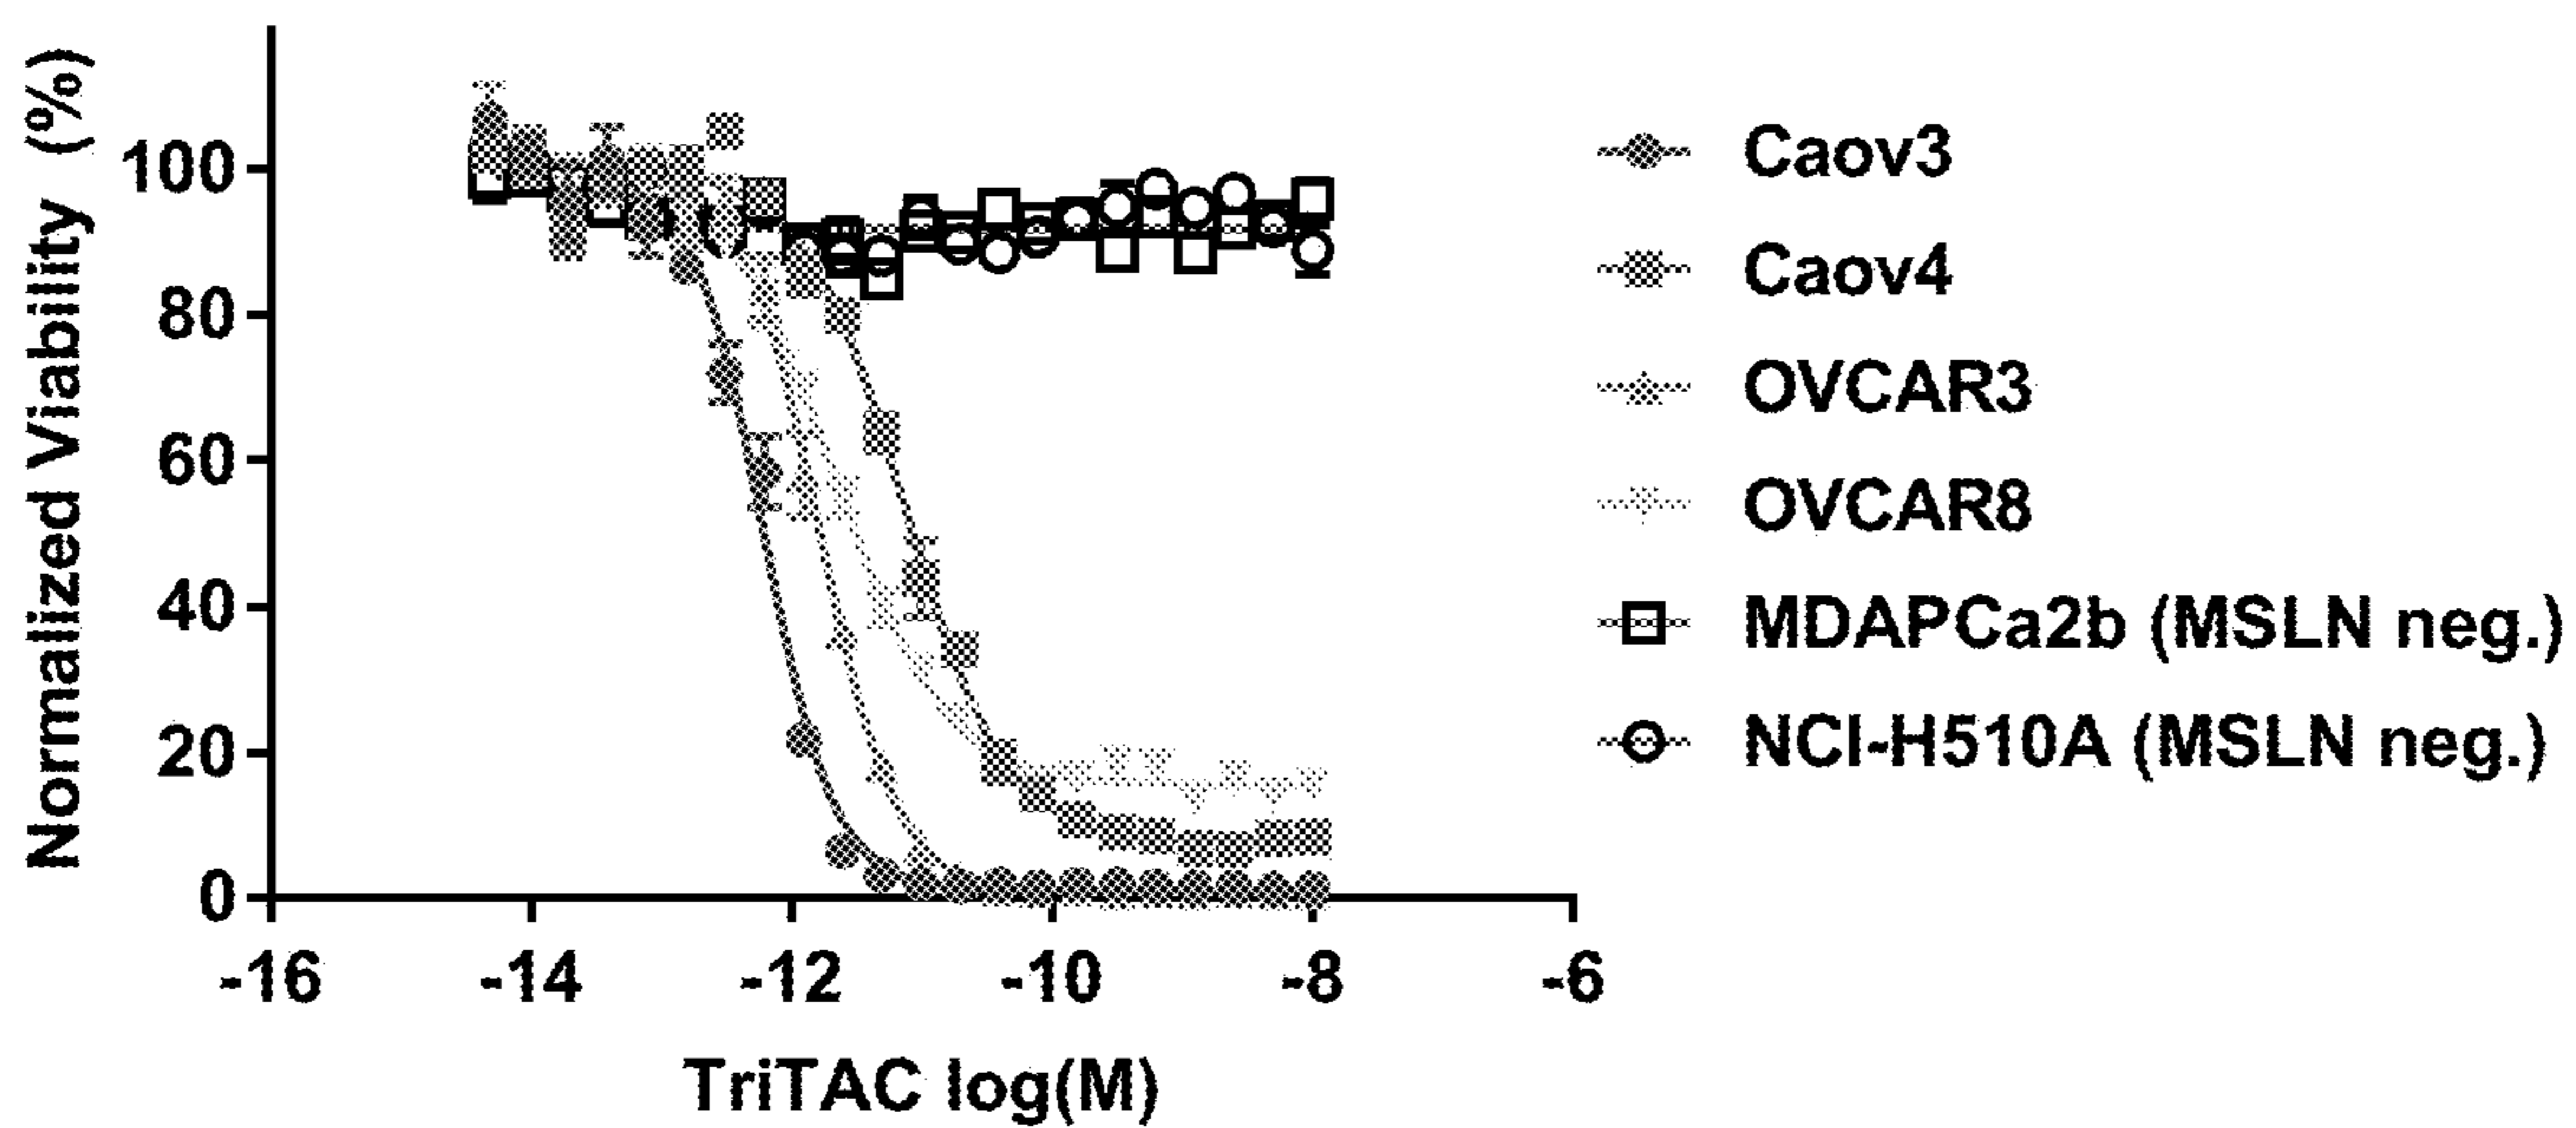 Normalized Viability (%)
100
80
60
40
20
0
-16 -14 -12 -10 -8 -6
TriTAC log(M)
Caov3
Caov4
OVCAR3
OVCAR8
MDAPCa2b (MSLN neg.)
NCI-H510A (MSLN neg.)